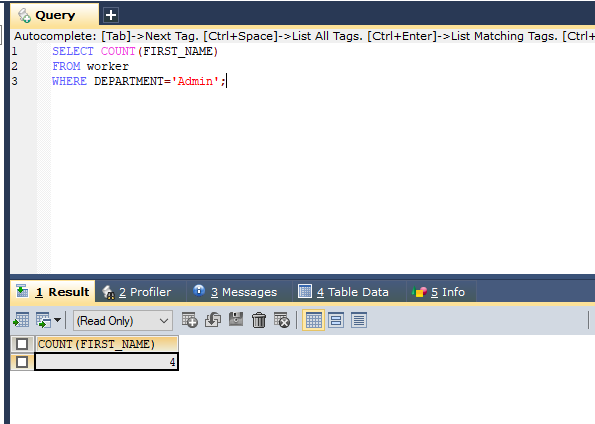 Query
Autocomplete: [Tab]->Next Tag. [Ctrl+Space]->List All Tags. [Ctrl+Enter]->List Matching Tags. [Ctrl+
1 SELECT COUNT(FIRST_NAME)
2 FROM worker
3 WHERE DEPARTMENT='Admin';
1 Result 2 Profiler 3 Messages 4 Table Data 5 Info
(Read Only)
COUNT(FIRST_NAME)
4